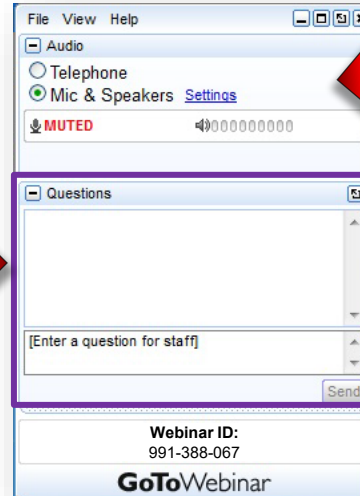 File View Help
Audio
Telephone
Mic & Speakers Settings
MUTED 000000000
Questions
[Enter a question for staff]
Send
Webinar ID:
991-388-067
GoToWebinar